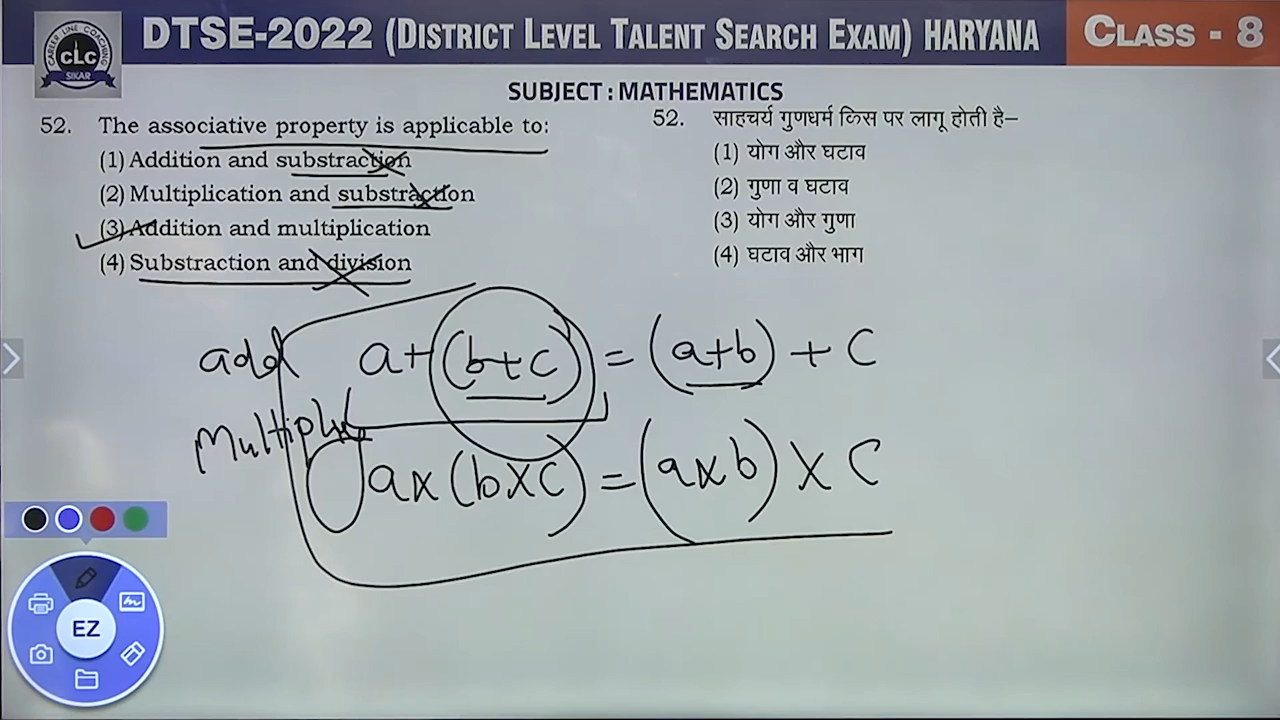 CAREER LINE COACHING
CLC
SIKAR
DTSE-2022 (DISTRICT LEVEL TALENT SEARCH EXAM) HARYANA
CLASS - 8
SUBJECT : MATHEMATICS
52. The associative property is applicable to:
(1) Addition and substraction
(2) Multiplication and substraction
(3) Addition and multiplication
(4) Substraction and division
52. साहचर्य गुणधर्म किस पर लागू होती है–
(1) योग और घटाव
(2) गुणा व घटाव
(3) योग और गुणा
(4) घटाव और भाग
add a+(b+c) = (a+b) + c
Multiply a×(b×c) = (a×b) × c
EZ